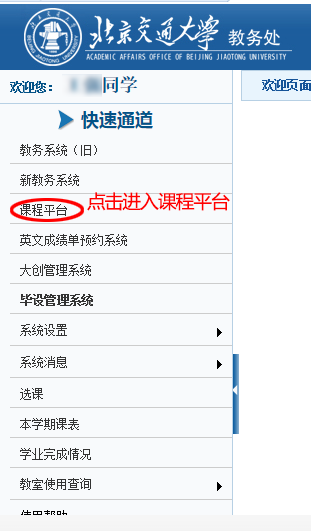 北京交通大学 教务处
ACADEMIC AFFAIRS OFFICE OF BEIJING JIAOTONG UNIVERSITY
欢迎您： 同学
欢迎页面
快速通道
教务系统（旧）
新教务系统
课程平台 点击进入课程平台
英文成绩单预约系统
大创管理系统
毕设管理系统
系统设置
系统消息
选课
本学期课表
学业完成情况
教室使用查询
使用帮助